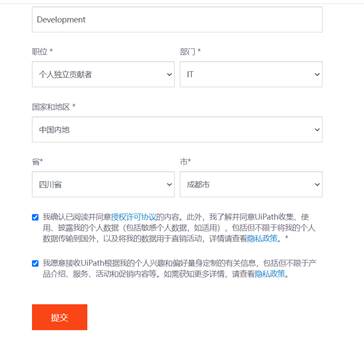 Development
职位 * 部门 *
个人独立贡献者 IT
国家和地区 *
中国内地
省* 市*
四川省 成都市
我确认已阅读并同意授权许可协议的内容。此外，我了解并同意UiPath收集、使
用、披露我的个人数据（包括敏感个人数据，如适用），包括但不限于将我的个人
数据传输到国外，以及将我的数据用于直销活动，详情请查看隐私政策。*
我愿意接收UiPath根据我的个人兴趣和偏好量身定制的有关信息，包括但不限于产
品介绍、服务、活动和促销内容等。如需获知更多详情，请查看隐私政策。
提交